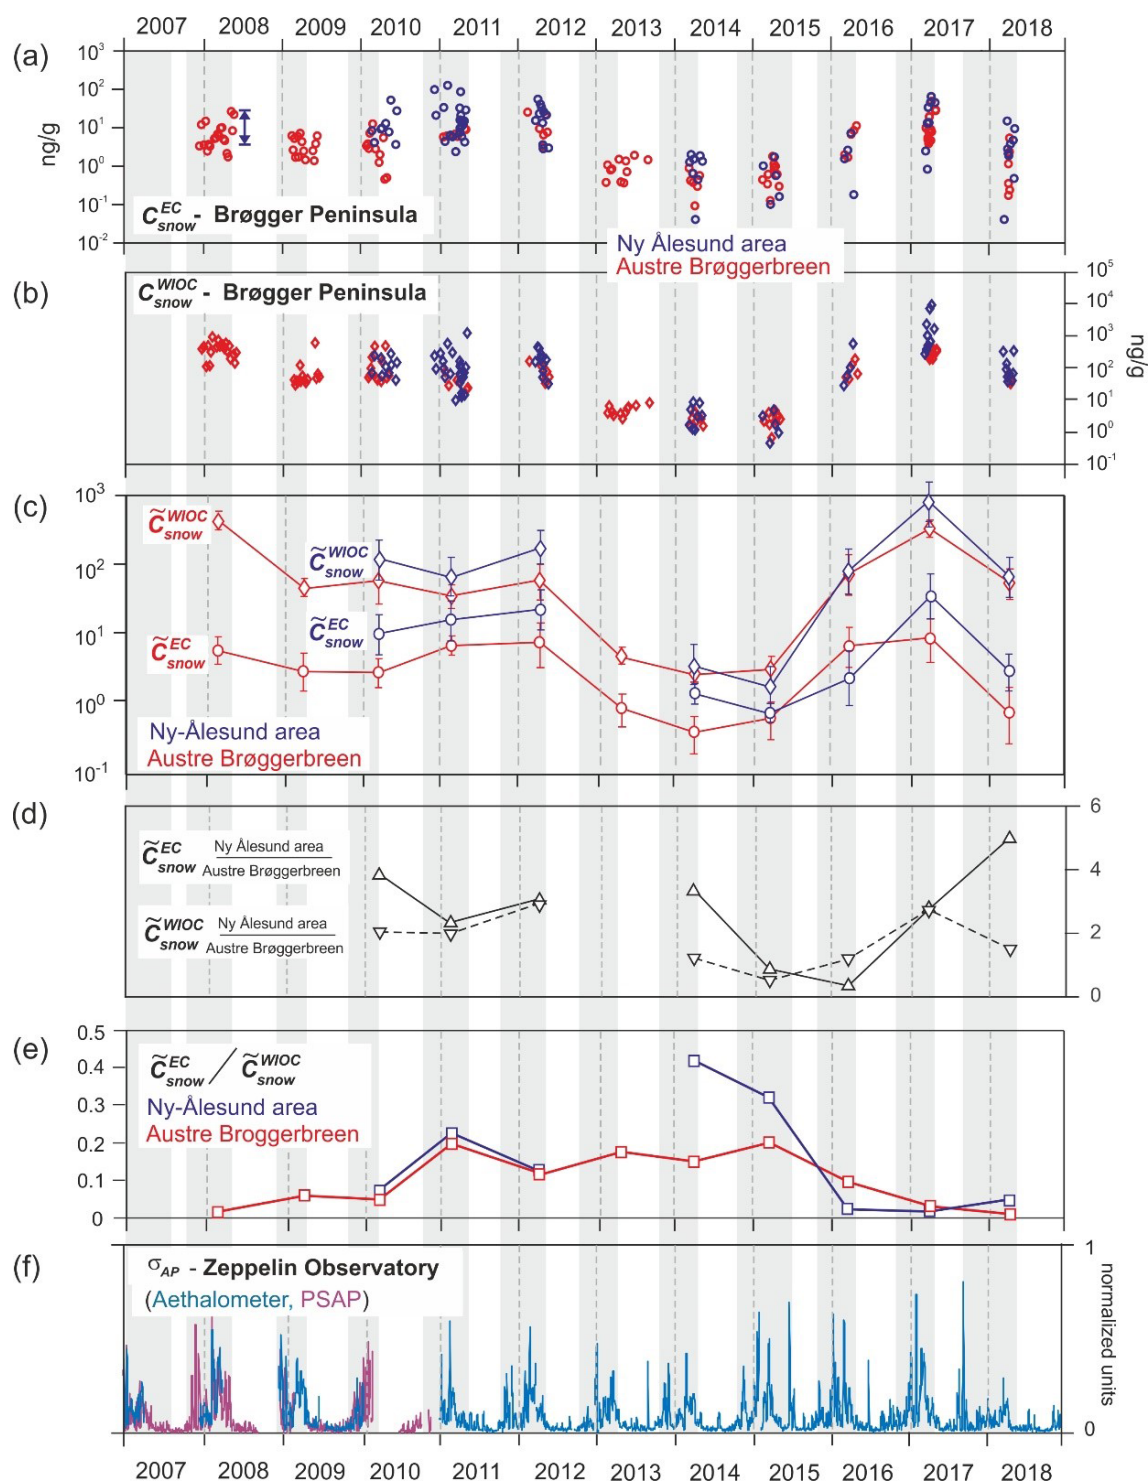 2007 2008 2009 2010 2011 2012 2013 2014 2015 2016 2017 2018
(a)
10³
10²
10¹
10⁰
10⁻¹
10⁻²
ng/g
C^EC_snow - Brøgger Peninsula
Ny Ålesund area
Austre Brøggerbreen
(b)
C^WIOC_snow - Brøgger Peninsula
10⁵
10⁴
10³
10²
10¹
10⁰
10⁻¹
ng/g
(c)
10³
10²
10¹
10⁰
10⁻¹
C̃^WIOC_snow
C̃^WIOC_snow
C̃^EC_snow
C̃^EC_snow
Ny-Ålesund area
Austre Brøggerbreen
(d)
C̃^EC_snow Ny Ålesund area
Austre Brøggerbreen
C̃^WIOC_snow Ny Ålesund area
Austre Brøggerbreen
6
4
2
0
(e)
0.5
0.4
0.3
0.2
0.1
0
C̃^EC_snow / C̃^WIOC_snow
Ny-Ålesund area
Austre Broggerbreen
(f)
σ_AP - Zeppelin Observatory
(Aethalometer, PSAP)
1
0
normalized units
2007 2008 2009 2010 2011 2012 2013 2014 2015 2016 2017 2018